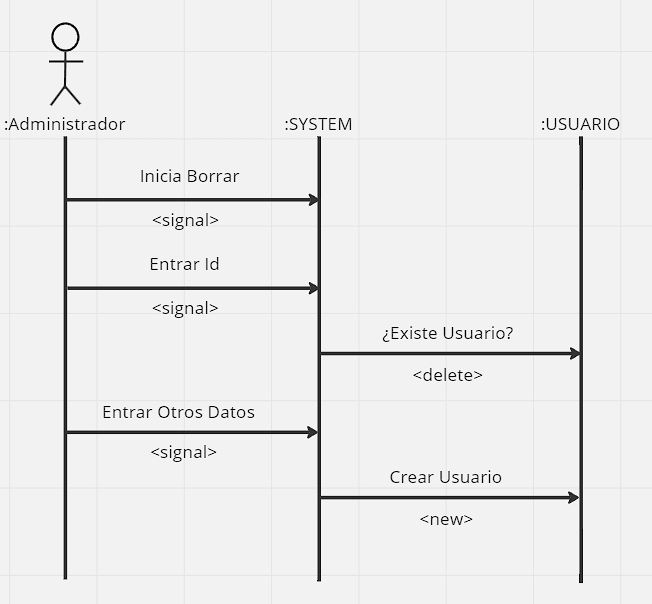 :Administrador
:SYSTEM
:USUARIO
Inicia Borrar
<signal>
Entrar Id
<signal>
¿Existe Usuario?
<delete>
Entrar Otros Datos
<signal>
Crear Usuario
<new>